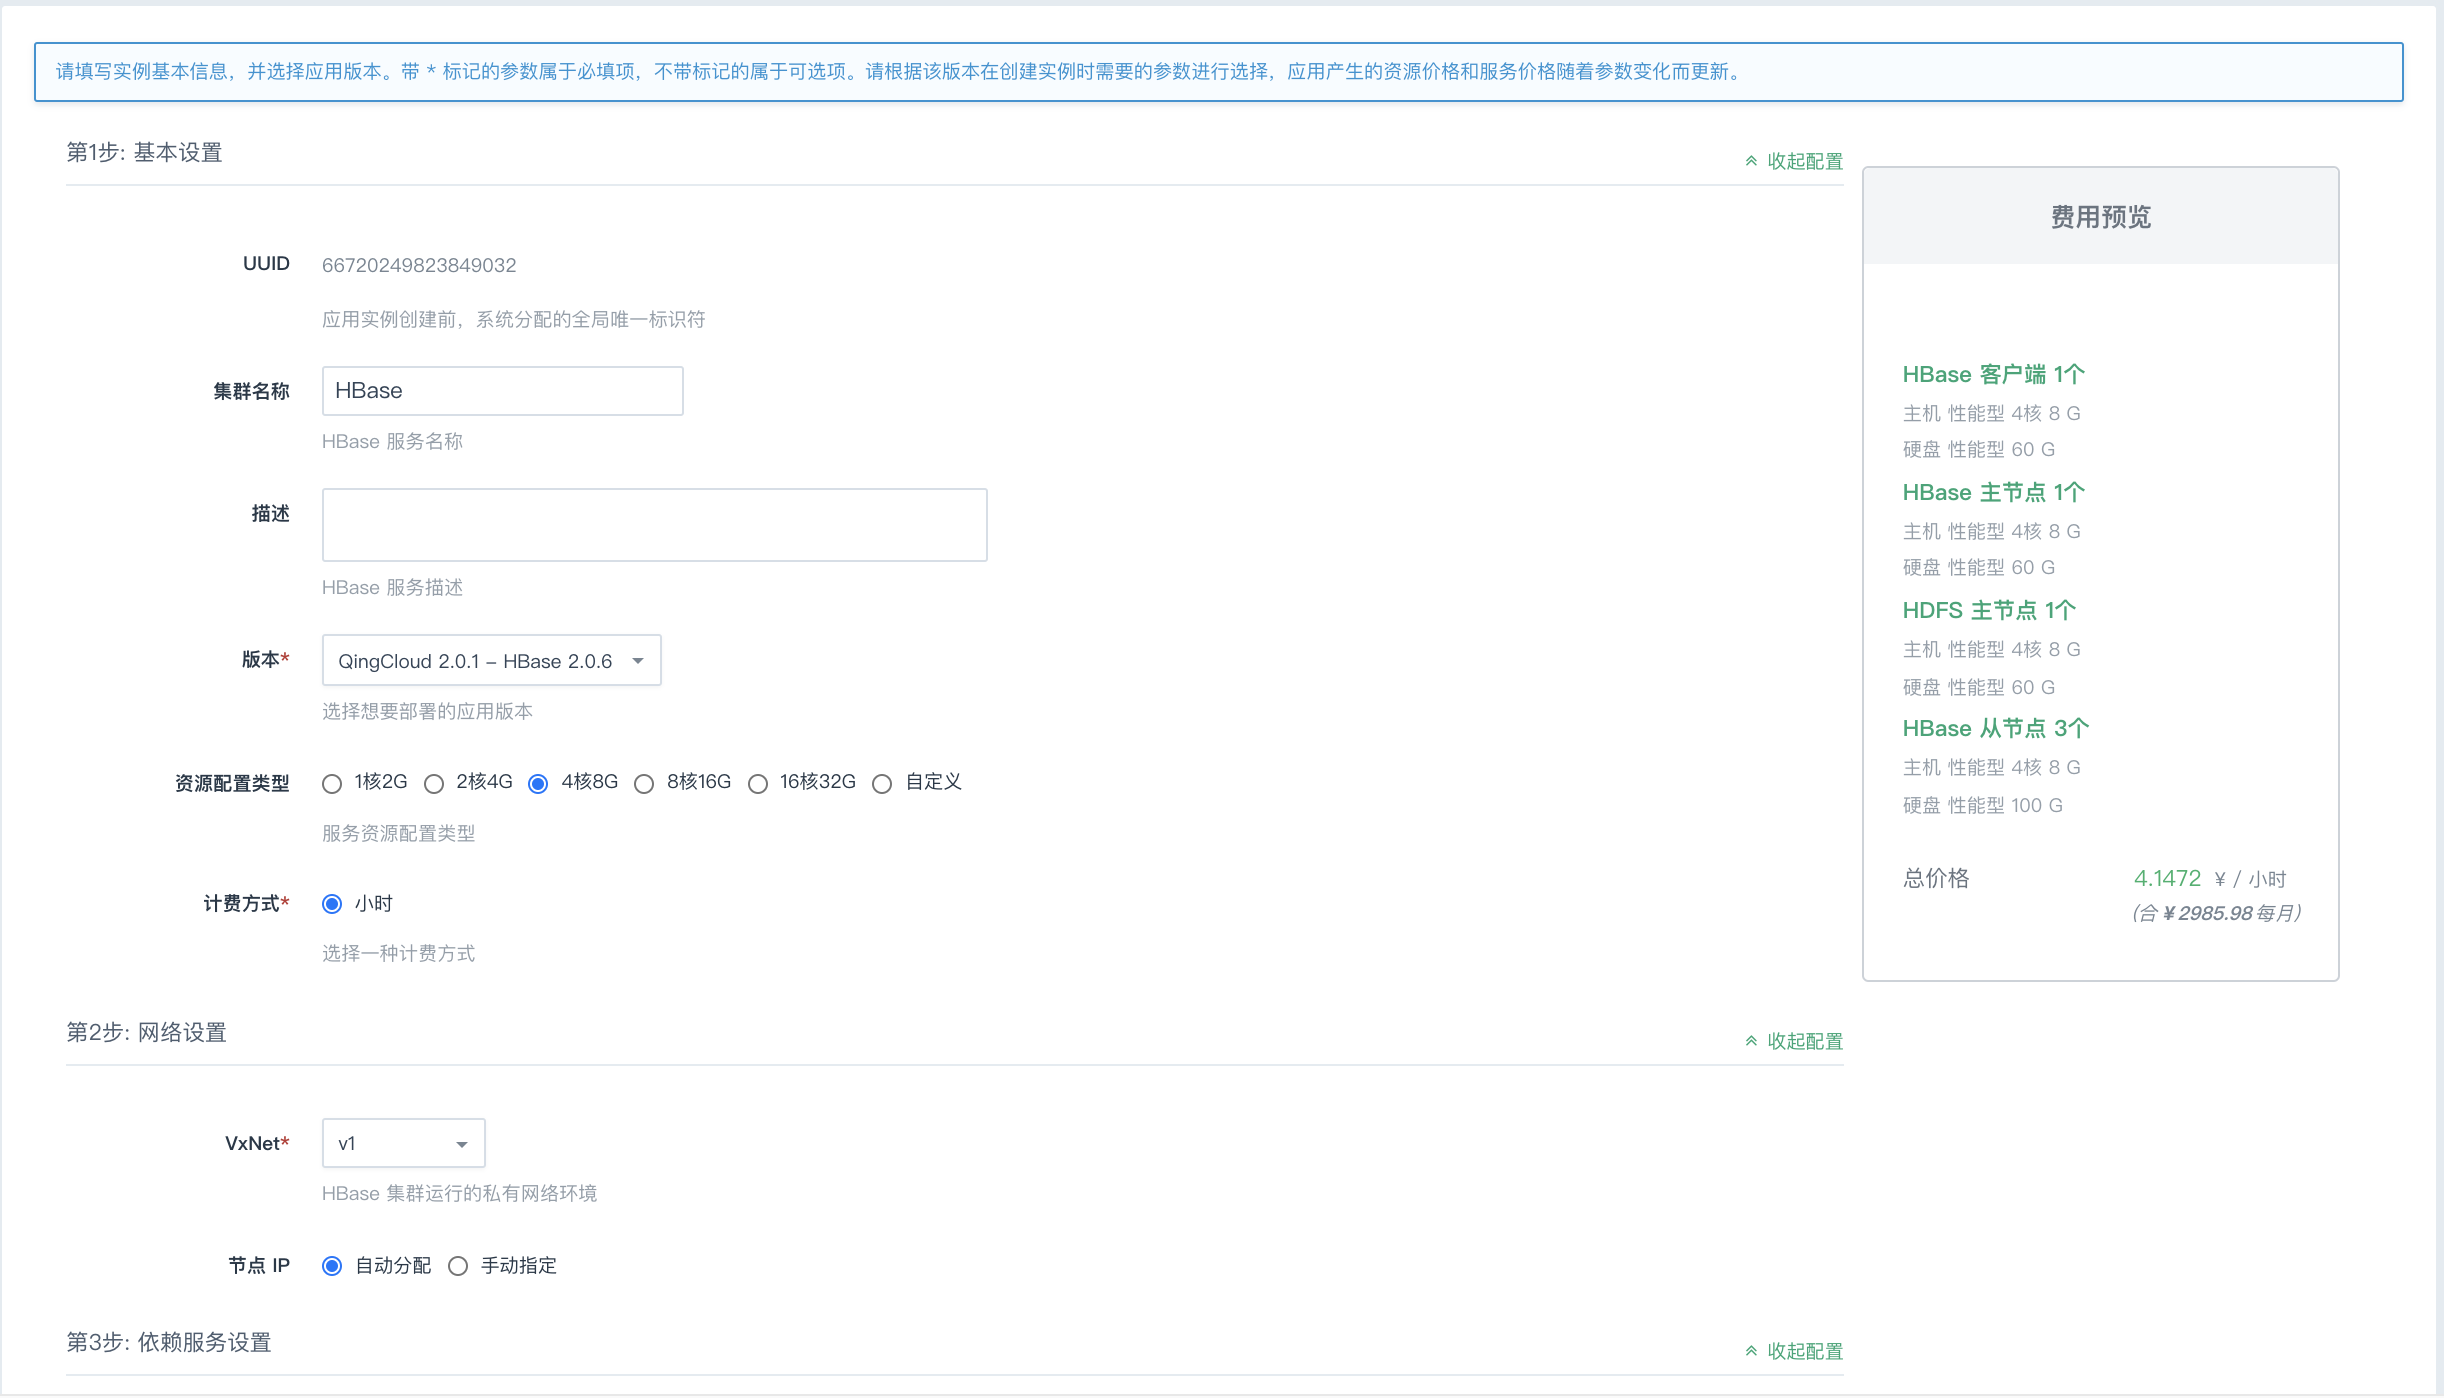 请填写实例基本信息，并选择应用版本。带 * 标记的参数属于必填项，不带标记的属于可选项。请根据该版本在创建实例时需要的参数进行选择，应用产生的资源价格和服务价格随着参数变化而更新。
第1步: 基本设置
收起配置
UUID 66720249823849032
应用实例创建前，系统分配的全局唯一标识符
集群名称 HBase
HBase 服务名称
描述
HBase 服务描述
版本* QingCloud 2.0.1 – HBase 2.0.6
选择想要部署的应用版本
资源配置类型 1核2G 2核4G 4核8G 8核16G 16核32G 自定义
服务资源配置类型
计费方式* 小时
选择一种计费方式
第2步: 网络设置
收起配置
VxNet* v1
HBase 集群运行的私有网络环境
节点 IP 自动分配 手动指定
第3步: 依赖服务设置
收起配置
费用预览
HBase 客户端 1个
主机 性能型 4核 8 G
硬盘 性能型 60 G
HBase 主节点 1个
主机 性能型 4核 8 G
硬盘 性能型 60 G
HDFS 主节点 1个
主机 性能型 4核 8 G
硬盘 性能型 60 G
HBase 从节点 3个
主机 性能型 4核 8 G
硬盘 性能型 100 G
总价格 4.1472 ¥ / 小时
(合 ¥ 2985.98 每月)